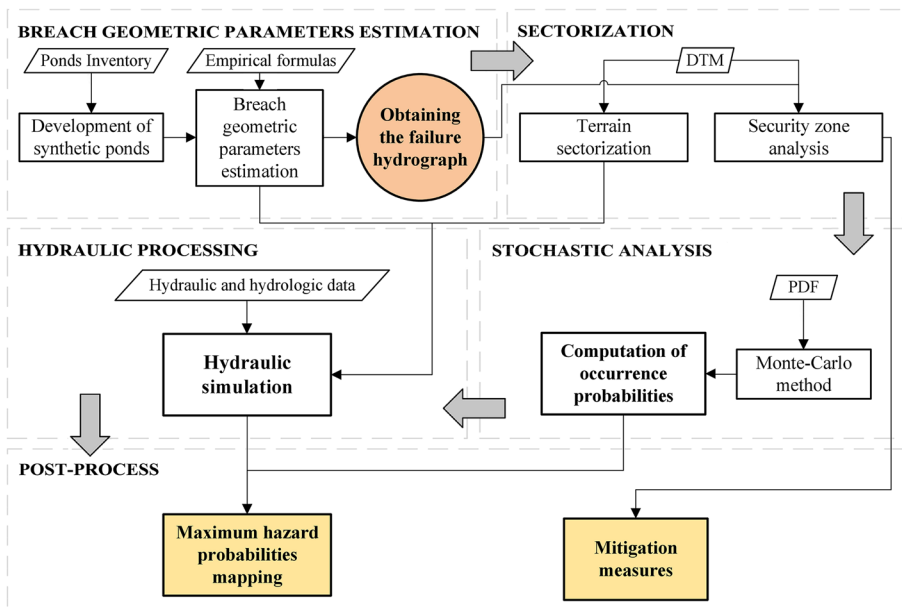 BREACH GEOMETRIC PARAMETERS ESTIMATION
Ponds Inventory
Empirical formulas
Development of
synthetic ponds
Breach
geometric
parameters
estimation
Obtaining
the failure
hydrograph
SECTORIZATION
DTM
Terrain
sectorization
Security zone
analysis
HYDRAULIC PROCESSING
Hydraulic and hydrologic data
Hydraulic
simulation
STOCHASTIC ANALYSIS
PDF
Computation of
occurrence
probabilities
Monte-Carlo
method
POST-PROCESS
Maximum hazard
probabilities
mapping
Mitigation
measures